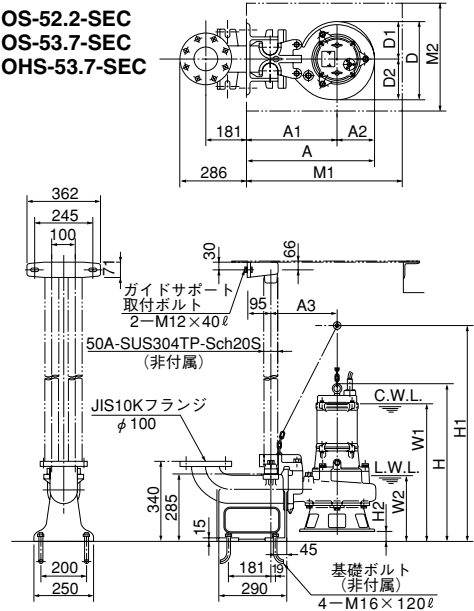 OS-52.2-SEC
OS-53.7-SEC
OHS-53.7-SEC
D1
D2
D
M2
181
A1
A2
A
286
M1
362
245
100
71
30
66
ガイドサポート
取付ボルト
2－M12×40ℓ
95
A3
50A-SUS304TP-Sch20S
(非付属)
JIS10Kフランジ
φ100
C.W.L.
L.W.L.
W1
W2
H
H1
H2
340
285
15
45
181
19
290
200
250
基礎ボルト
(非付属)
4－M16×120ℓ